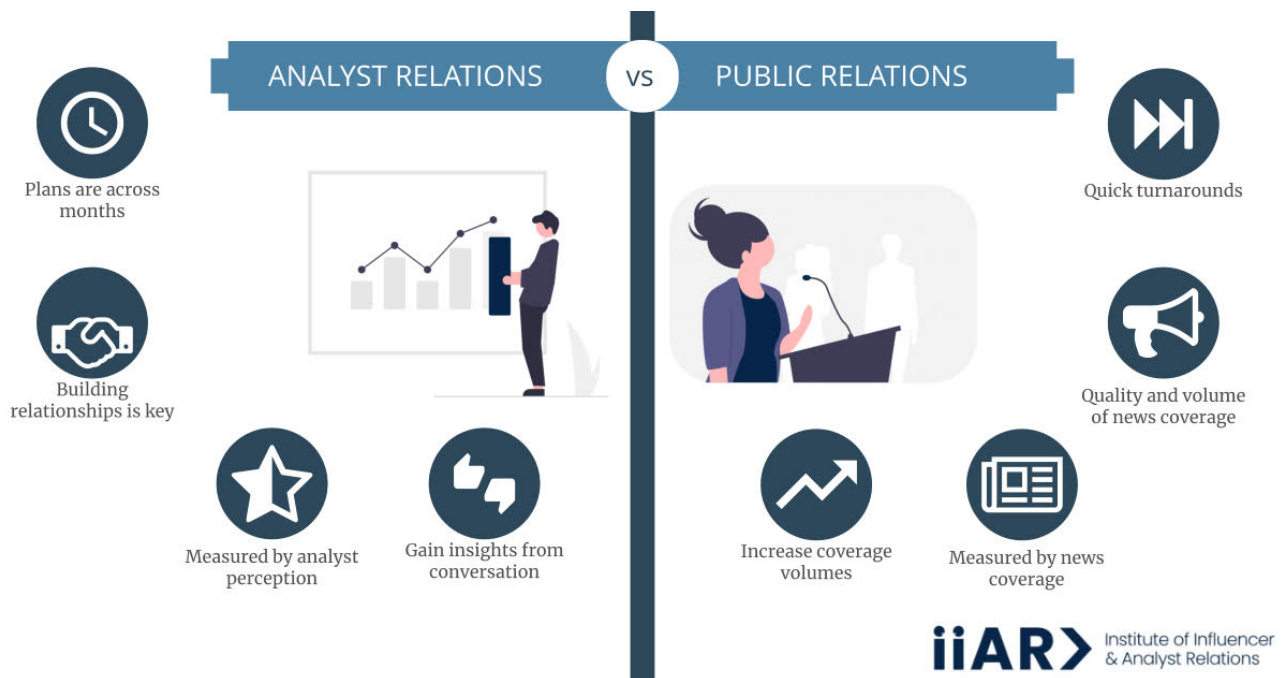 ANALYST RELATIONS
vs
PUBLIC RELATIONS
Plans are across
months
Building
relationships is key
Measured by analyst
perception
Gain insights from
conversation
Quick turnarounds
Quality and volume
of news coverage
Increase coverage
volumes
Measured by news
coverage
iiAR
Institute of Influencer
& Analyst Relations